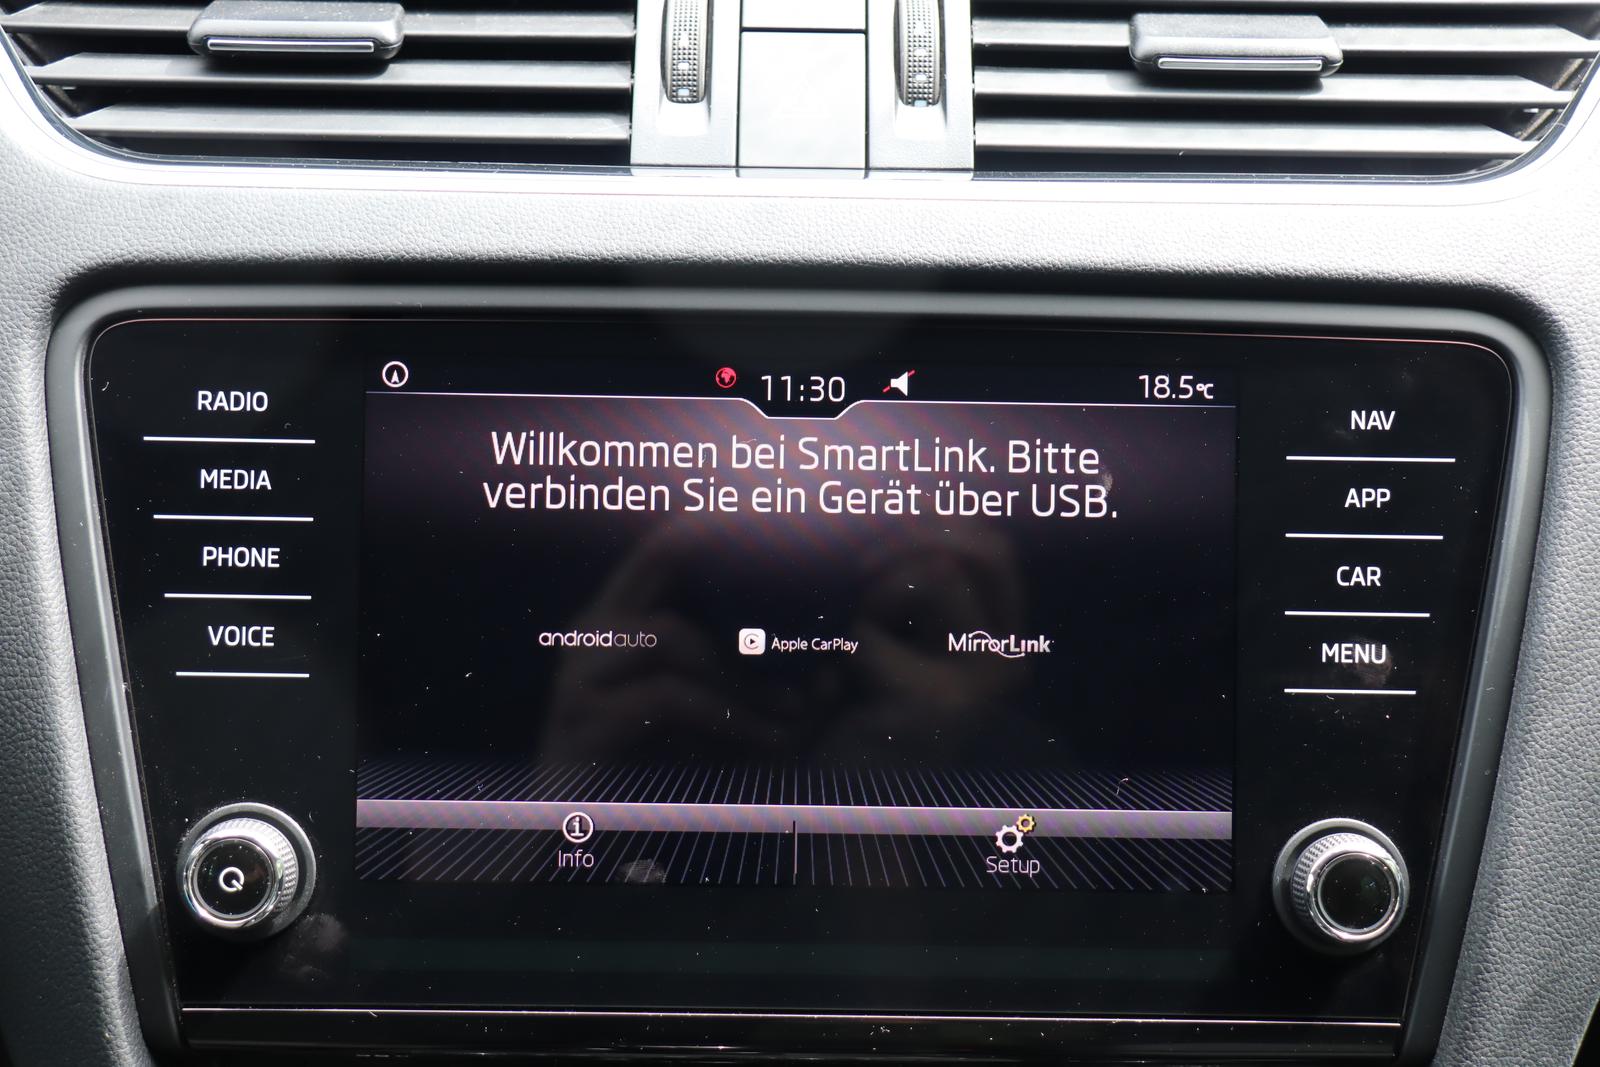 11:30
18.5°C
RADIO
MEDIA
PHONE
VOICE
Willkommen bei SmartLink. Bitte
verbinden Sie ein Gerät über USB.
androidauto
Apple CarPlay
MirrorLink
Info
Setup
NAV
APP
CAR
MENU